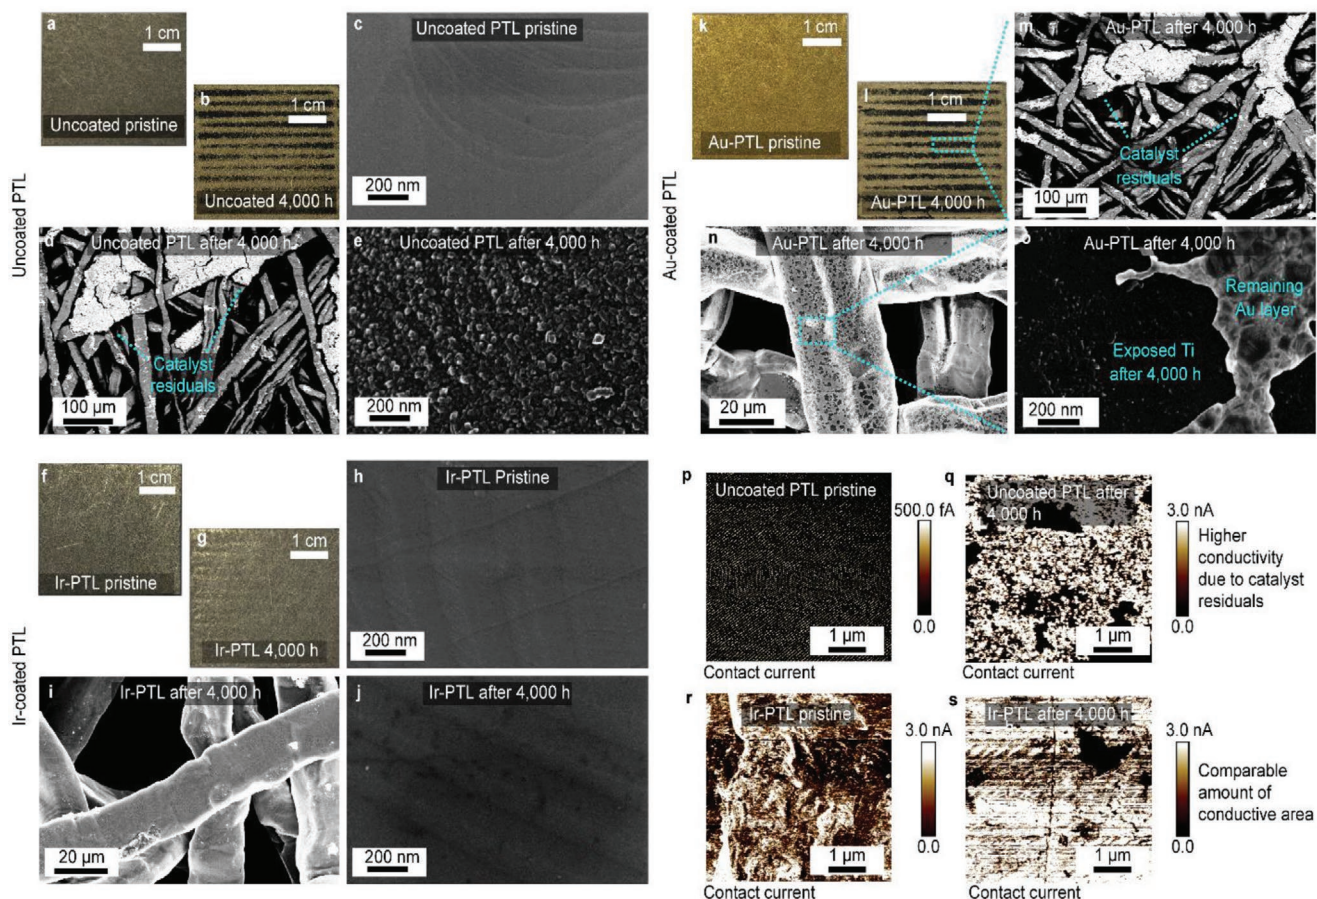 Uncoated PTL
a
1 cm
Uncoated pristine
b
1 cm
Uncoated 4,000 h
c
Uncoated PTL pristine
200 nm
d
Uncoated PTL after 4,000 h
Catalyst
residuals
100 µm
e
Uncoated PTL after 4,000 h
200 nm
Au-coated PTL
k
1 cm
Au-PTL pristine
l
1 cm
Au-PTL 4,000 h
m
Au-PTL after 4,000 h
Catalyst
residuals
100 µm
n
Au-PTL after 4,000 h
20 µm
o
Au-PTL after 4,000 h
Remaining
Au layer
Exposed Ti
after 4,000 h
200 nm
Ir-coated PTL
f
1 cm
Ir-PTL pristine
g
1 cm
Ir-PTL 4,000 h
h
Ir-PTL Pristine
200 nm
i
Ir-PTL after 4,000 h
20 µm
j
Ir-PTL after 4,000 h
200 nm
p
Uncoated PTL pristine
1 µm
Contact current
500.0 fA
0.0
q
Uncoated PTL after
4,000 h
1 µm
Contact current
3.0 nA
Higher
conductivity
due to catalyst
residuals
0.0
r
Ir-PTL pristine
1 µm
Contact current
3.0 nA
0.0
s
Ir-PTL after 4,000 h
1 µm
Contact current
3.0 nA
Comparable
amount of
conductive area
0.0